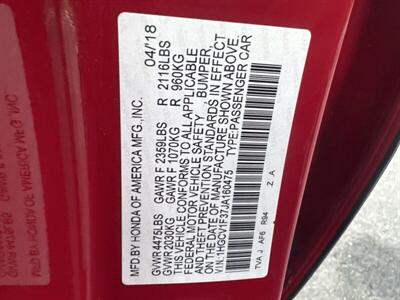 MFD BY HONDA OF AMERICA MFG.,INC. 04/18
GVWR 4475LBS GAWR F 2359LBS R 2116LBS
GVWR 2030KG GAWR F 1070KG R 960KG
THIS VEHICLE CONFORMS TO ALL APPLICABLE
FEDERAL MOTOR VEHICLE SAFETY, BUMPER,
AND THEFT PREVENTION STANDARDS IN EFFECT
ON THE DATE OF MANUFACTURE SHOWN ABOVE.
VIN: 1HGCV1F37JA160475 TYPE:PASSENGER CAR
Z A
TVA J AF6 R94